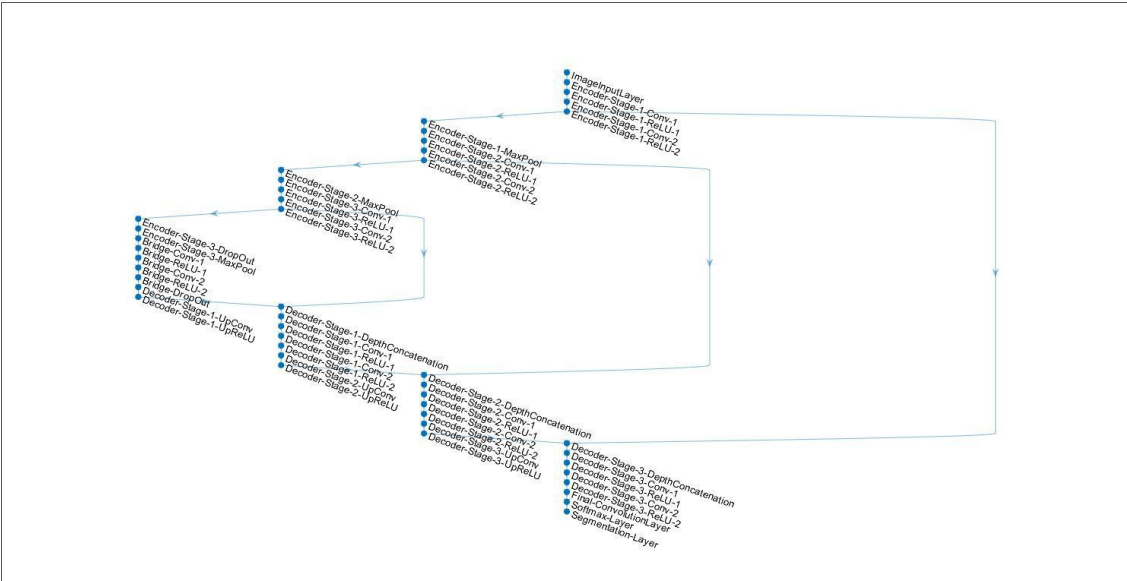 ImageInputLayer
Encoder-Stage-1-Conv-1
Encoder-Stage-1-ReLU-1
Encoder-Stage-1-Conv-2
Encoder-Stage-1-ReLU-2
Encoder-Stage-1-MaxPool
Encoder-Stage-2-Conv-1
Encoder-Stage-2-ReLU-1
Encoder-Stage-2-Conv-2
Encoder-Stage-2-ReLU-2
Encoder-Stage-2-MaxPool
Encoder-Stage-3-Conv-1
Encoder-Stage-3-ReLU-1
Encoder-Stage-3-Conv-2
Encoder-Stage-3-ReLU-2
Encoder-Stage-3-DropOut
Encoder-Stage-3-MaxPool
Bridge-Conv-1
Bridge-ReLU-1
Bridge-Conv-2
Bridge-ReLU-2
Bridge-DropOut
Decoder-Stage-1-UpConv
Decoder-Stage-1-UpReLU
Decoder-Stage-1-DepthConcatenation
Decoder-Stage-1-Conv-1
Decoder-Stage-1-ReLU-1
Decoder-Stage-1-Conv-2
Decoder-Stage-1-ReLU-2
Decoder-Stage-2-UpConv
Decoder-Stage-2-UpReLU
Decoder-Stage-2-DepthConcatenation
Decoder-Stage-2-Conv-1
Decoder-Stage-2-ReLU-1
Decoder-Stage-2-Conv-2
Decoder-Stage-2-ReLU-2
Decoder-Stage-3-UpConv
Decoder-Stage-3-UpReLU
Decoder-Stage-3-DepthConcatenation
Decoder-Stage-3-Conv-1
Decoder-Stage-3-ReLU-1
Decoder-Stage-3-Conv-2
Decoder-Stage-3-ReLU-2
Final-ConvolutionLayer
Softmax-Layer
Segmentation-Layer